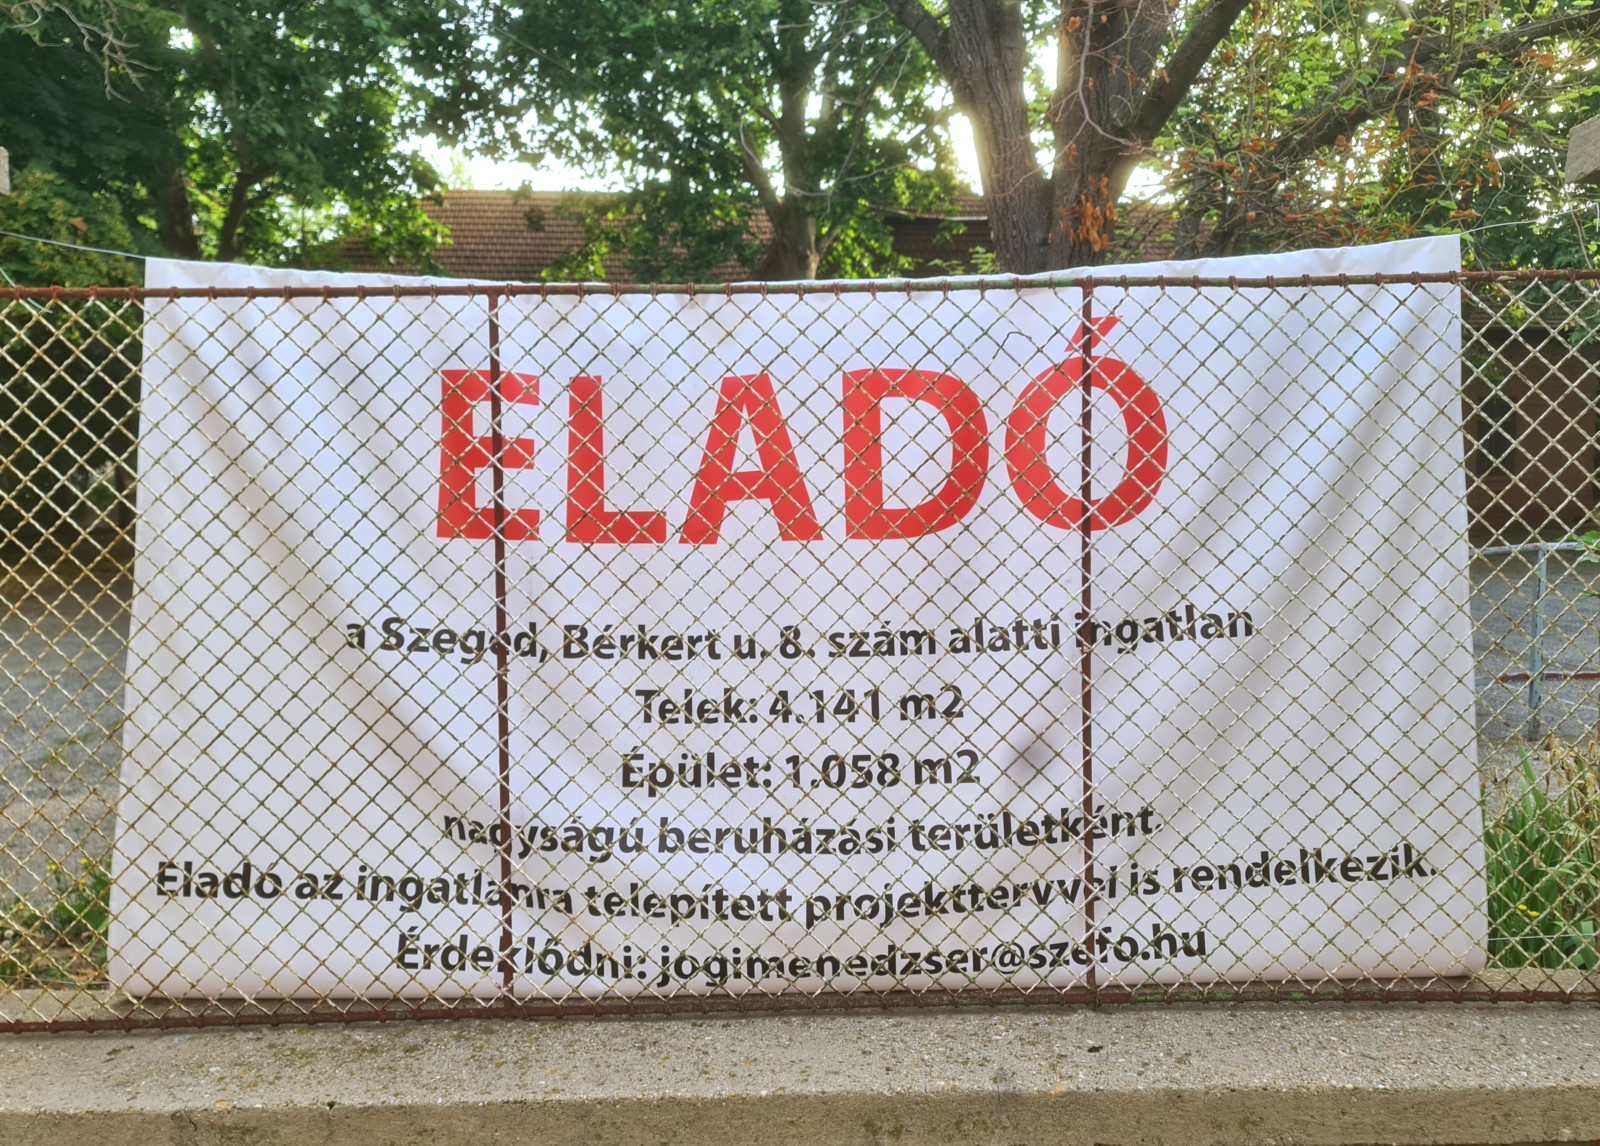 ELADÓ
a Szeged, Bérkert u. 8. szám alatti ingatlan
Telek: 4.141 m2
Épület: 1.058 m2
nagyságú beruházási területként.
Eladó az ingatlanra telepített projekttervvel is rendelkezik.
Érdeklődni: jogimenedzser@szefo.hu